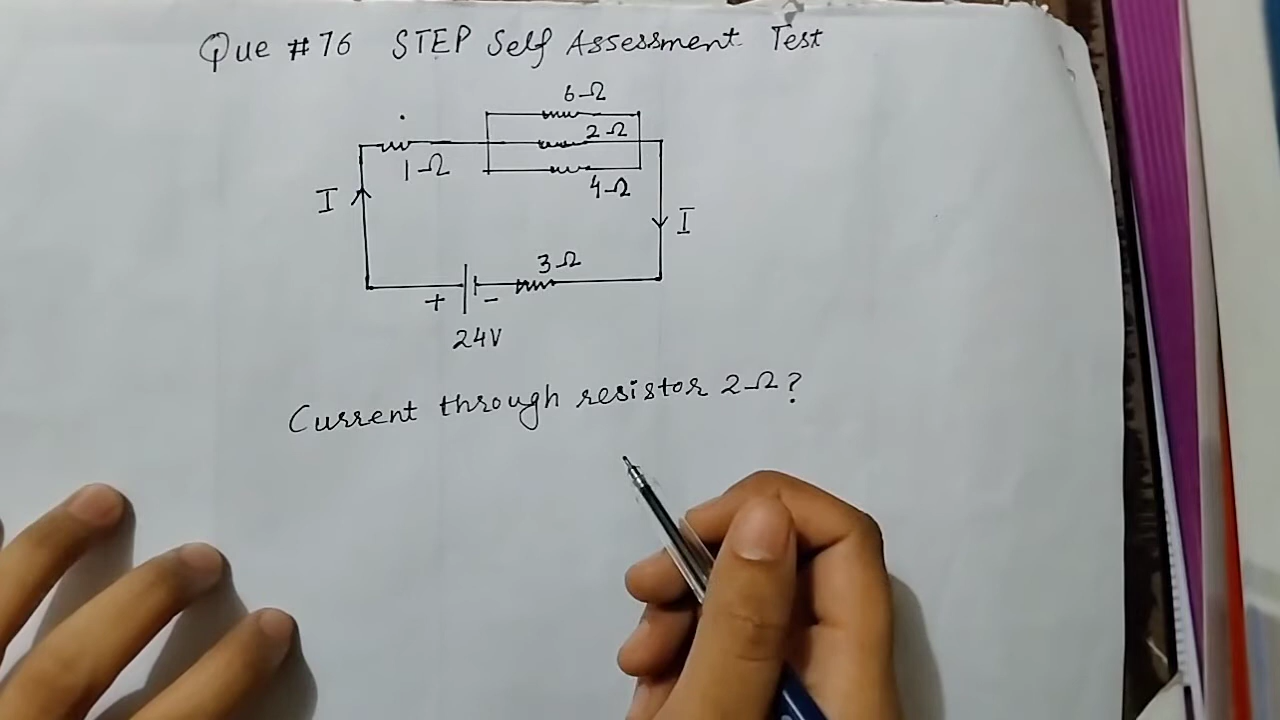 Que # 76 STEP Self Assessment Test
6Ω
2Ω
1Ω
4Ω
I
I
3Ω
+ -
24V
Current through resistor 2Ω?